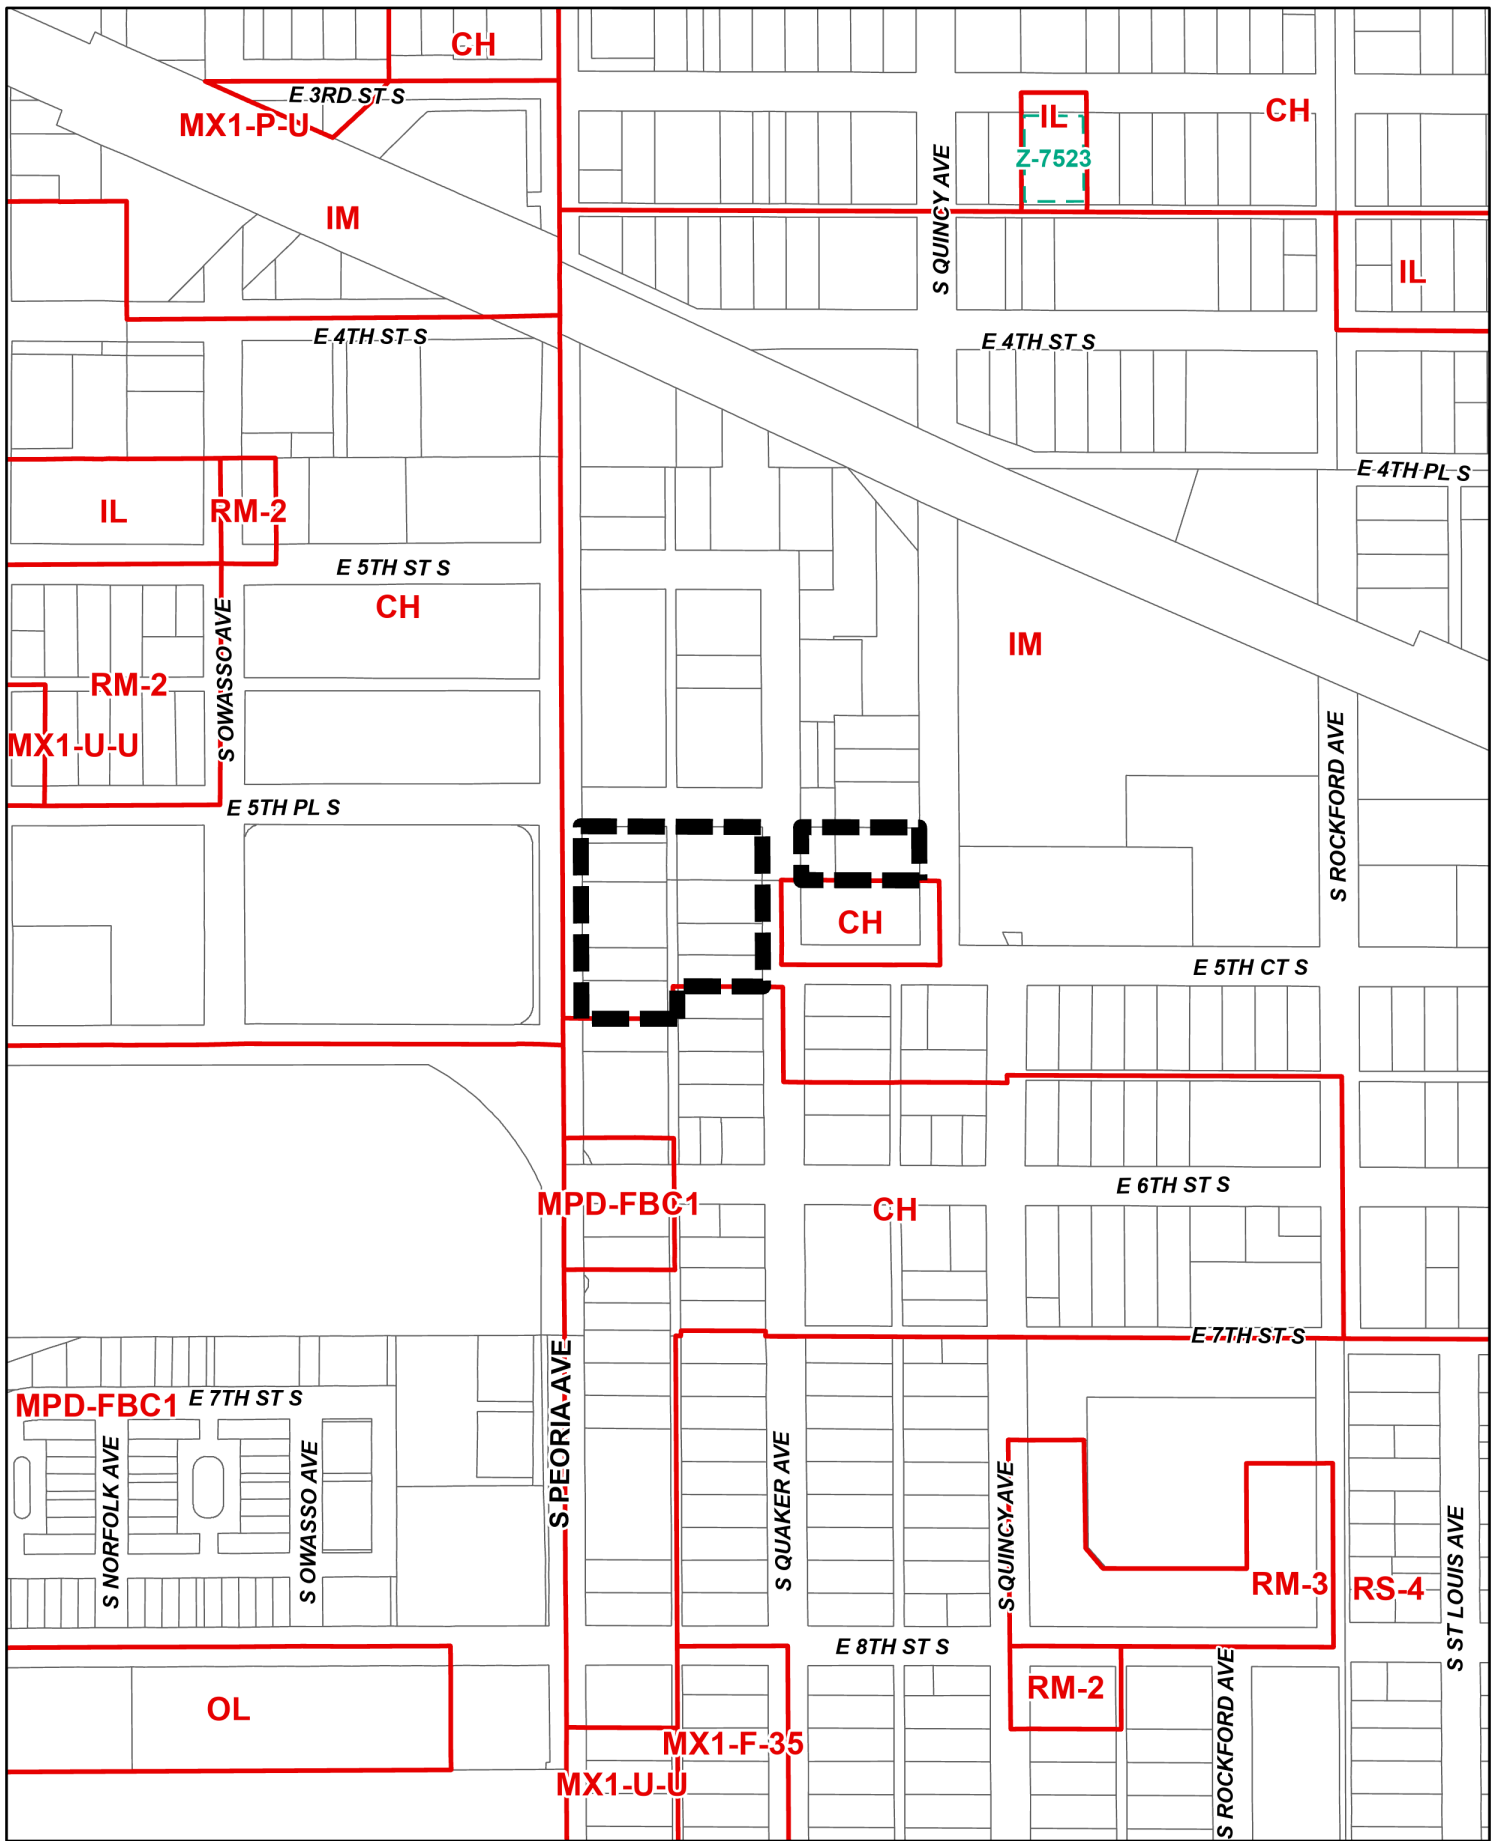 CH
E 3RD ST S
MX1-P-U
IL
CH
Z-7523
S QUINCY AVE
IM
IL
E 4TH ST S
E 4TH ST S
E 4TH PL S
IL
RM-2
E 5TH ST S
CH
S OWASSO AVE
IM
RM-2
MX1-U-U
S ROCKFORD AVE
E 5TH PL S
CH
E 5TH CT S
E 6TH ST S
MPD-FBC1
CH
E 7TH ST S
S PEORIA AVE
E 7TH ST S
MPD-FBC1
S NORFOLK AVE
S OWASSO AVE
S QUAKER AVE
S QUINCY AVE
RM-3
RS-4
S ST LOUIS AVE
E 8TH ST S
RM-2
S ROCKFORD AVE
OL
MX1-F-35
MX1-U-U